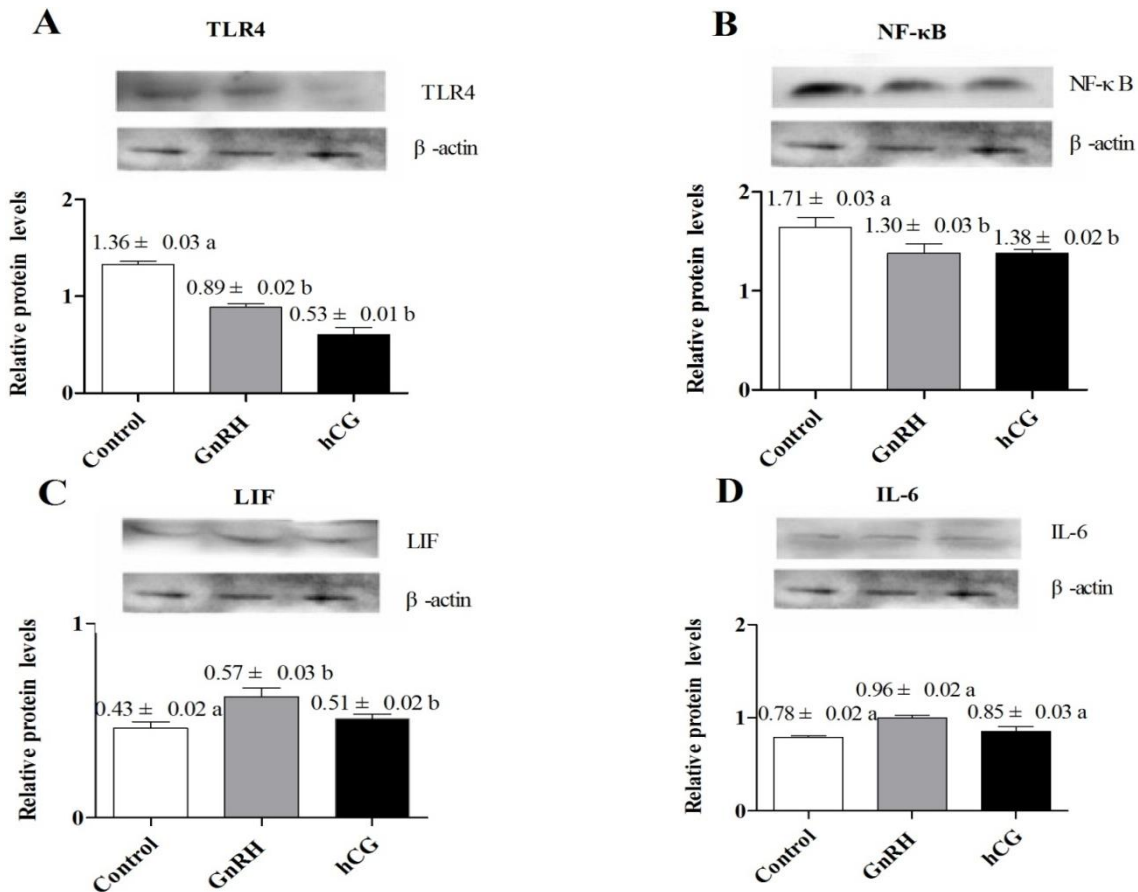 A
TLR4
TLR4
β -actin
Relative protein levels
2
1
0
1.36 ± 0.03 a
0.89 ± 0.02 b
0.53 ± 0.01 b
Control
GnRH
hCG
B
NF-κB
NF-κ B
β -actin
Relative protein levels
2
1
0
1.71 ± 0.03 a
1.30 ± 0.03 b
1.38 ± 0.02 b
Control
GnRH
hCG
C
LIF
LIF
β -actin
Relative protein levels
1
0
0.43 ± 0.02 a
0.57 ± 0.03 b
0.51 ± 0.02 b
Control
GnRH
hCG
D
IL-6
IL-6
β -actin
Relative protein levels
2
1
0
0.78 ± 0.02 a
0.96 ± 0.02 a
0.85 ± 0.03 a
Control
GnRH
hCG